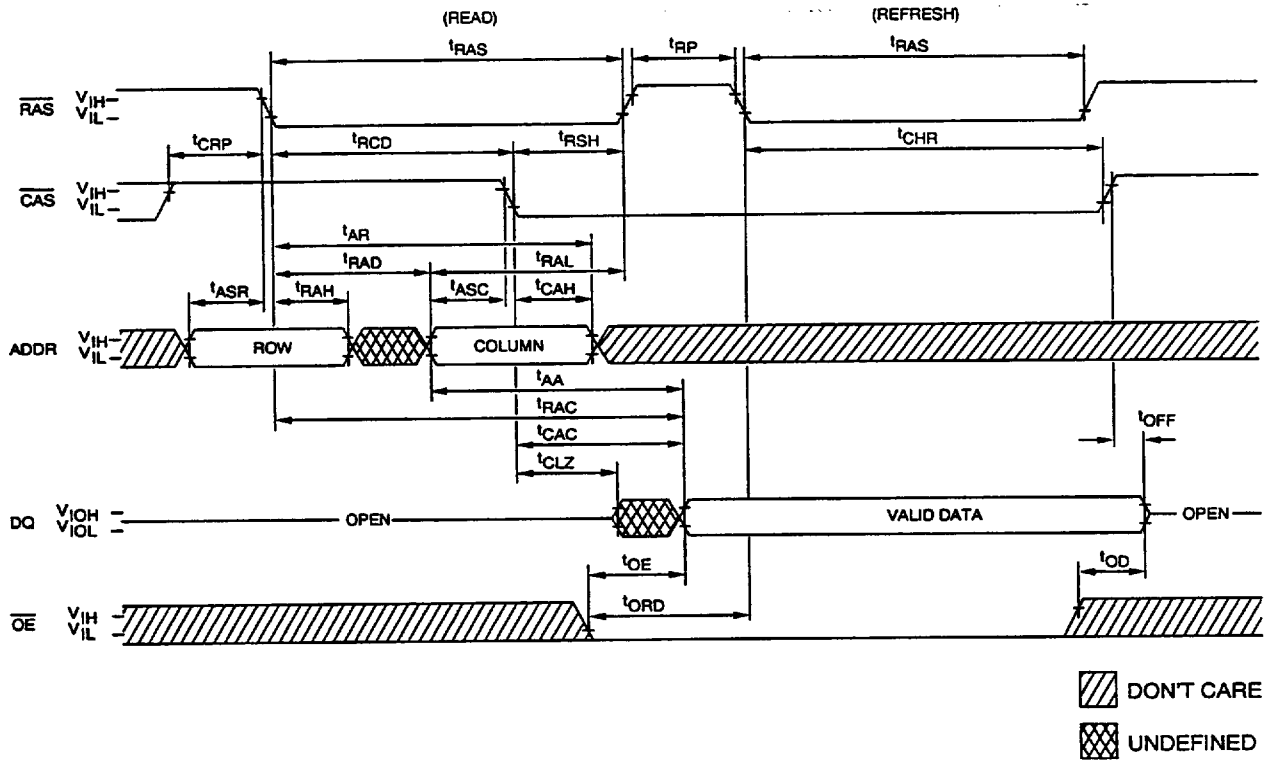 (READ) (REFRESH)
tRAS tRP tRAS
RAS VIH VIL
tCRP tRCD tRSH tCHR
CAS VIH VIL
tAR
tRAD tRAL
tASR tRAH tASC tCAH
ADDR VIH VIL ROW COLUMN
tAA
tRAC
tCAC tOFF
tCLZ
DQ VIOH VIOL OPEN VALID DATA OPEN
tOE tOD
tORD
OE VIH VIL
DON'T CARE
UNDEFINED